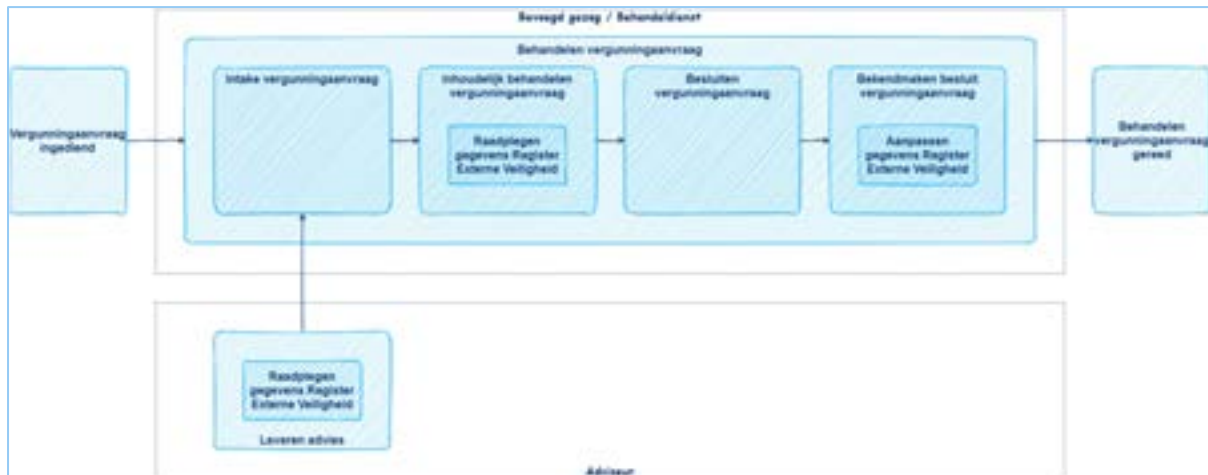 Bevoegd gezag / Behandeldienst
Behandelen vergunningaanvraag
Vergunningaanvraag
ingediend
Intake vergunningaanvraag
Inhoudelijk behandelen
vergunningaanvraag
Raadplegen
gegevens Register
Externe Veiligheid
Besluiten
vergunningaanvraag
Bekendmaken besluit
vergunningaanvraag
Aanpassen
gegevens Register
Externe Veiligheid
Behandelen
vergunningaanvraag
gereed
Raadplegen
gegevens Register
Externe Veiligheid
Leveren advies
Adviseur